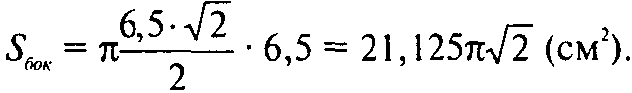 S_бок = π (6,5·√2)/2 · 6,5 = 21,125π√2 (см²).